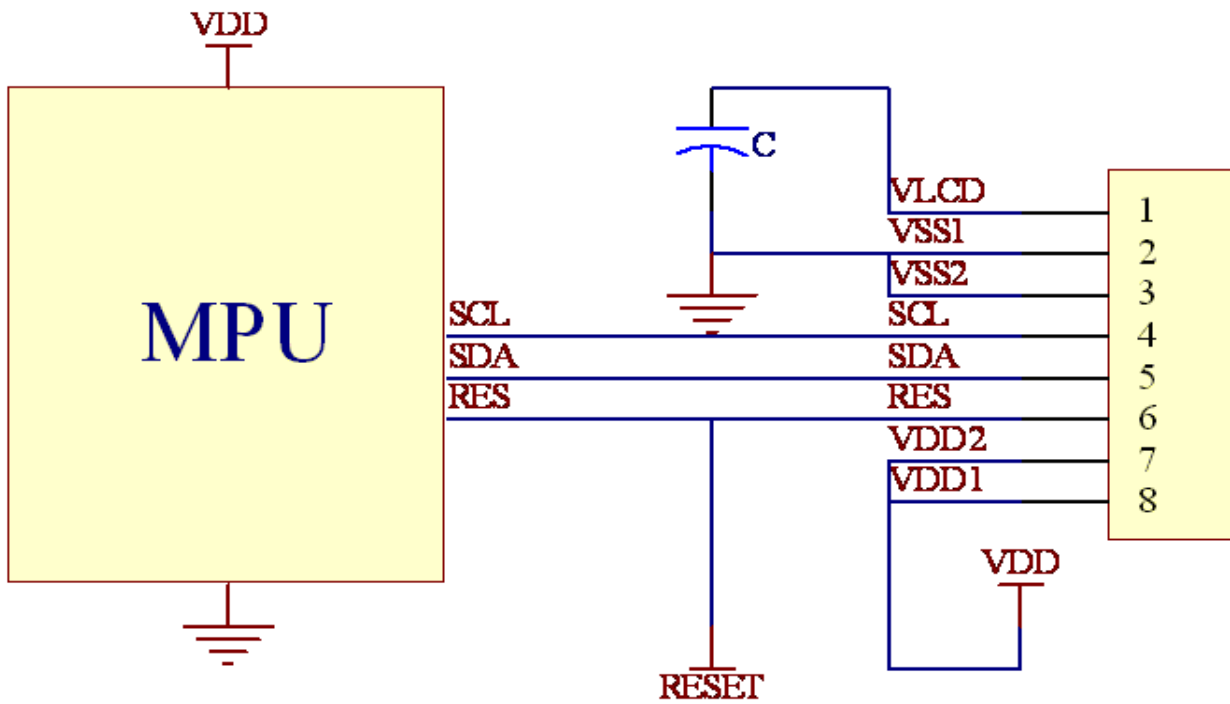 VDD
MPU
SCL
SDA
RES
C
VLCD
VSS1
VSS2
SCL
SDA
RES
VDD2
VDD1
1
2
3
4
5
6
7
8
VDD
RESET